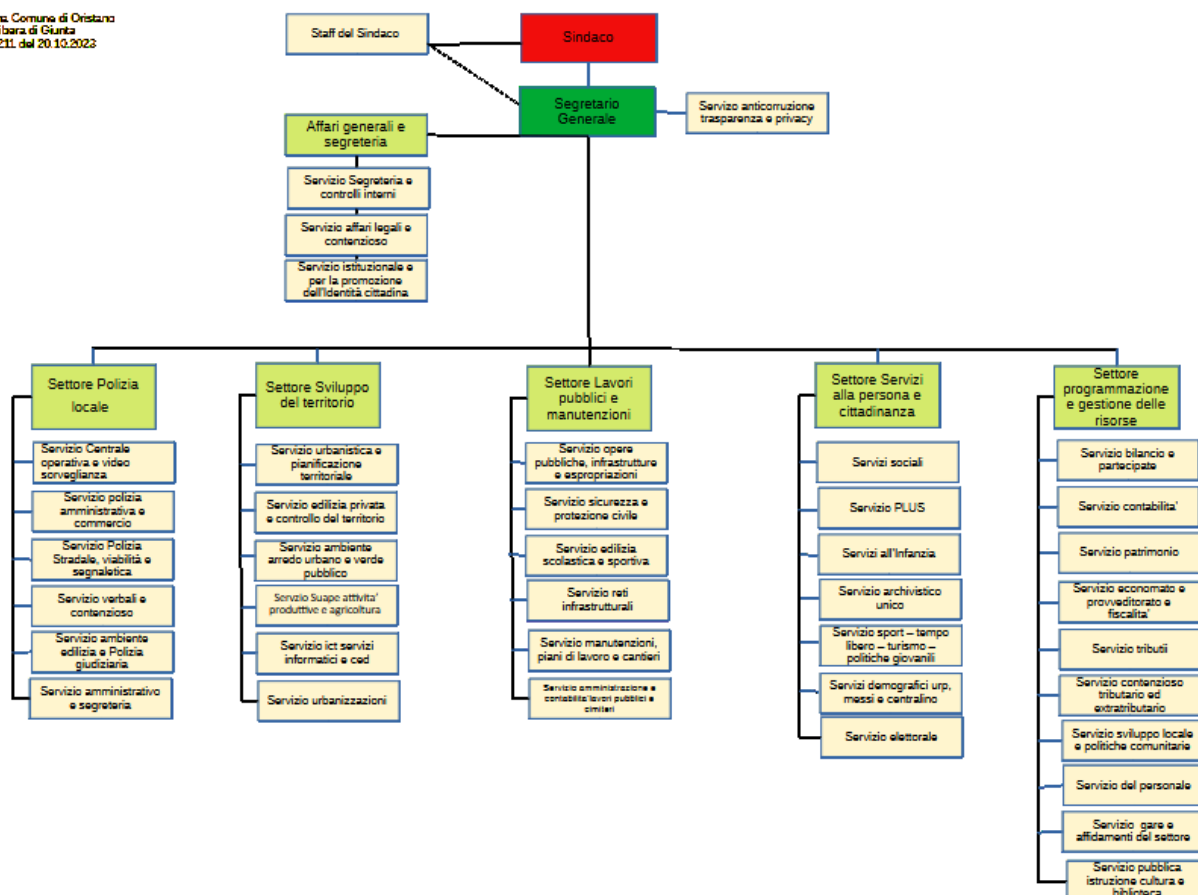 na Comune di Oristano
ibera di Giunta
211 del 20.10.2023
Staff del Sindaco
Sindaco
Segretario
Generale
Servizo anticorruzione
trasparenza e privacy
Affari generali e
segreteria
Servizio Segreteria e
controlli interni
Servizio affari legali e
contenzioso
Servizio istituzionale e
per la promozione
dell'Identità cittadina
Settore Polizia
locale
Servizio Centrale
operativa e video
sorveglianza
Servizio polizia
amministrativa e
commercio
Servizio Polizia
Stradale, viabilità e
segnaletica
Servizio verbali e
contenzioso
Servizio ambiente
edilizia e Polizia
giudiziaria
Servizio amministrativo
e segreteria
Settore Sviluppo
del territorio
Servizio urbanistica e
pianificazione
territoriale
Servizio edilizia privata
e controllo del territorio
Servizio ambiente
arredo urbano e verde
pubblico
Servzio Suape attivita'
produttive e agricoltura
Servizio ict servizi
informatici e ced
Servizio urbanizzazioni
Settore Lavori
pubblici e
manutenzioni
Servizio opere
pubbliche, infrastrutture
e espropriazioni
Servizio sicurezza e
protezione civile
Servizio edilizia
scolastica e sportiva
Servizio reti
infrastrutturali
Servizio manutenzioni,
piani di lavoro e cantieri
Servizio amministrazione e
contabilita'lavori pubblici e
cimiteri
Settore Servizi
alla persona e
cittadinanza
Servizi sociali
Servizio PLUS
Servizi all'Infanzia
Servizio archivistico
unico
Servizio sport – tempo
libero – turismo –
politiche giovanili
Servizi demografici urp,
messi e centralino
Servizio elettorale
Settore
programmazione
e gestione delle
risorse
Servizio bilancio e
partecipate
Servizio contabilita'
Servizio patrimonio
Servizio economato e
provveditorato e
fiscalita'
Servizio tributii
Servizio contenzioso
tributario ed
extratributario
Servizio sviluppo locale
e politiche comunitarie
Servizio del personale
Servizio gare e
affidamenti del settore
Servizio pubblica
istruzione cultura e
biblioteca